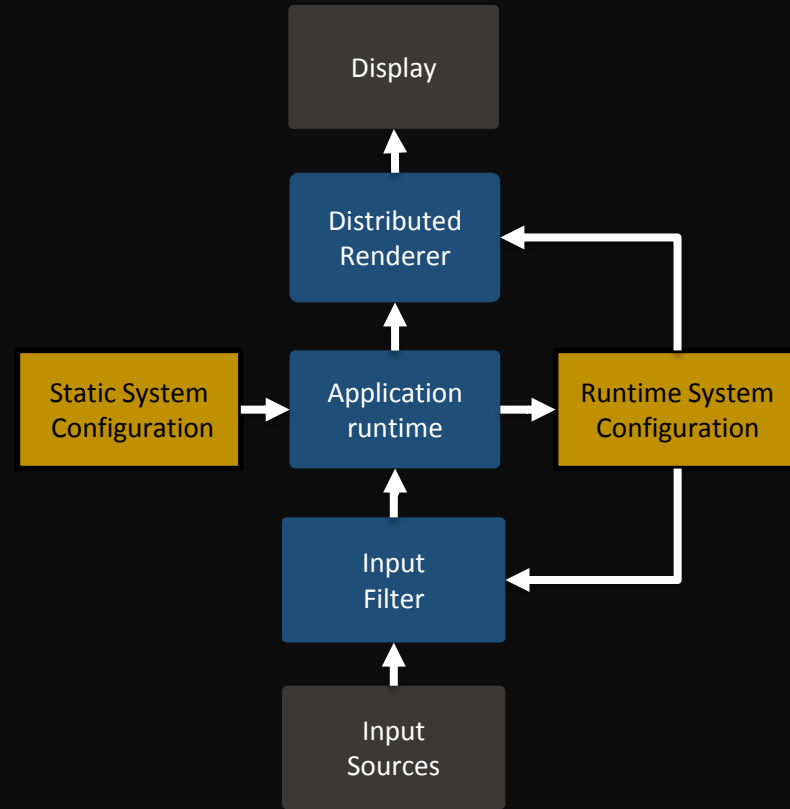 Display
Distributed
Renderer
Static System
Configuration
Application
runtime
Runtime System
Configuration
Input
Filter
Input
Sources